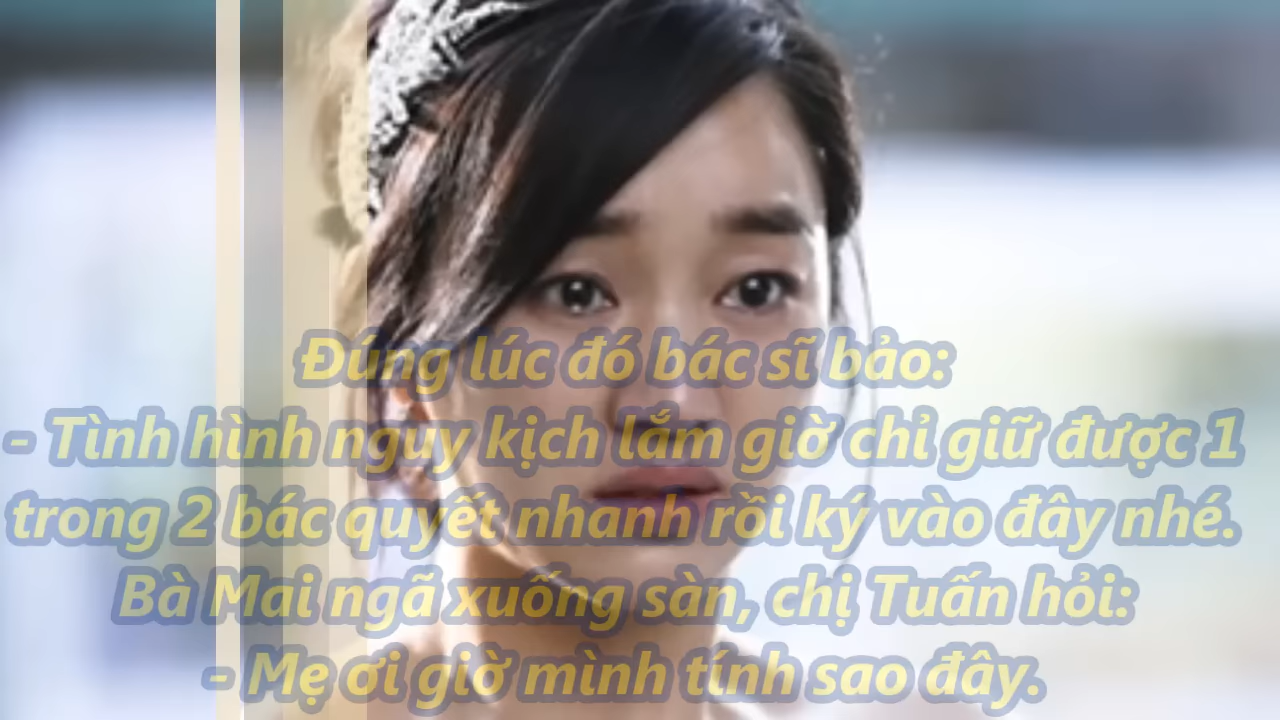 Đúng lúc đó bác sĩ bảo:
- Tình hình nguy kịch lắm giờ chỉ giữ được 1
trong 2 bác quyết nhanh rồi ký vào đây nhé.
Bà Mai ngã xuống sàn, chị Tuấn hỏi:
- Mẹ ơi giờ mình tính sao đây.